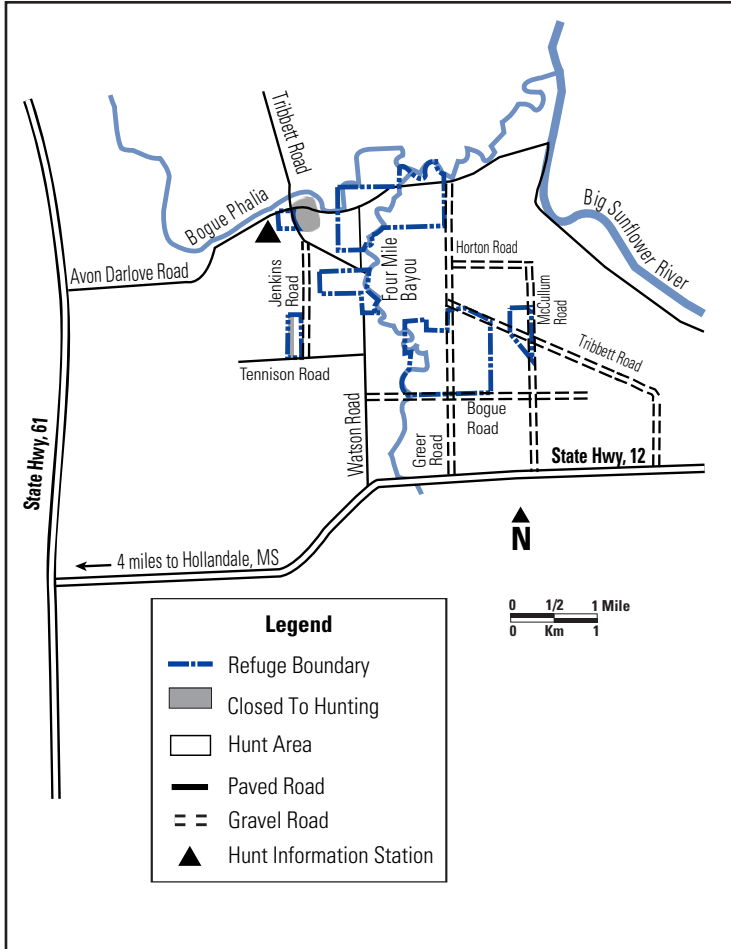 Tribbett Road
Bogue Phalia
Big Sunflower River
Avon Darlove Road
Jenkins
Road
Four Mile
Bayou
Horton Road
McCullum
Road
Tribbett Road
Tennison Road
State Hwy, 61
Watson Road
Greer
Road
Bogue
Road
State Hwy, 12
N
4 miles to Hollandale, MS
0 1/2 1 Mile
0 Km 1
Legend
Refuge Boundary
Closed To Hunting
Hunt Area
Paved Road
Gravel Road
Hunt Information Station